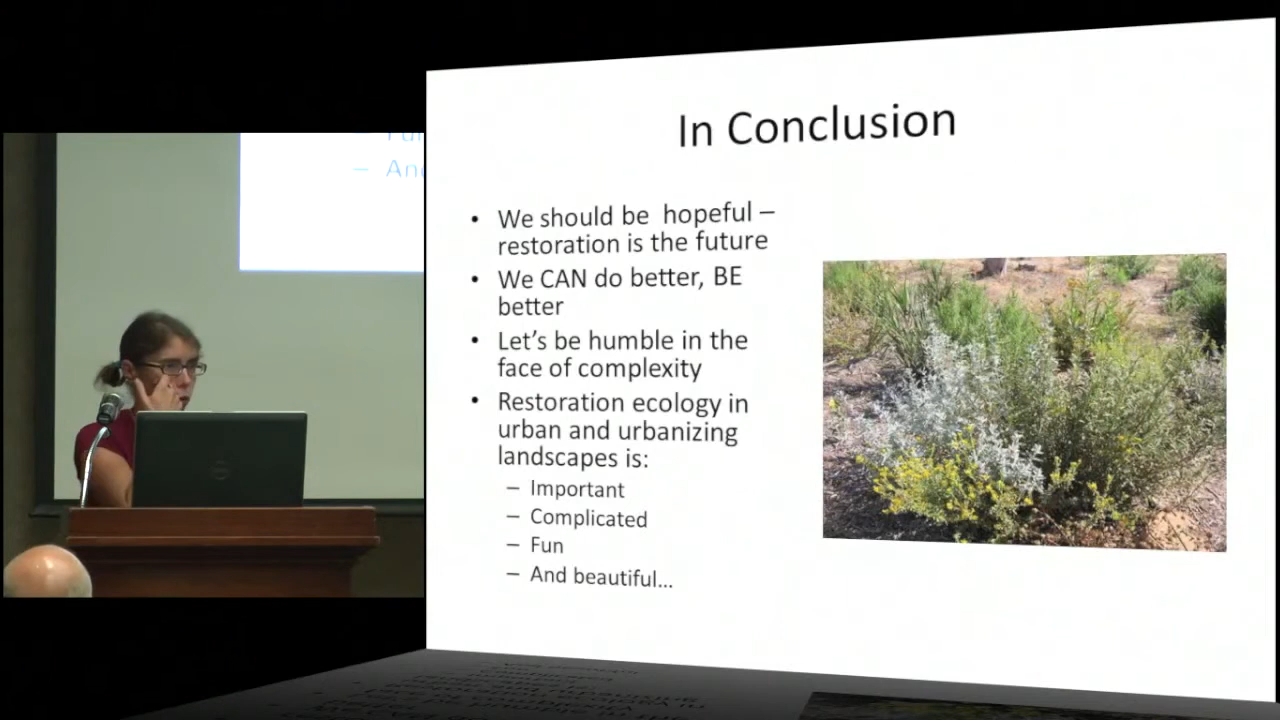 In Conclusion
• We should be hopeful –
restoration is the future
• We CAN do better, BE
better
• Let's be humble in the
face of complexity
• Restoration ecology in
urban and urbanizing
landscapes is:
– Important
– Complicated
– Fun
– And beautiful...